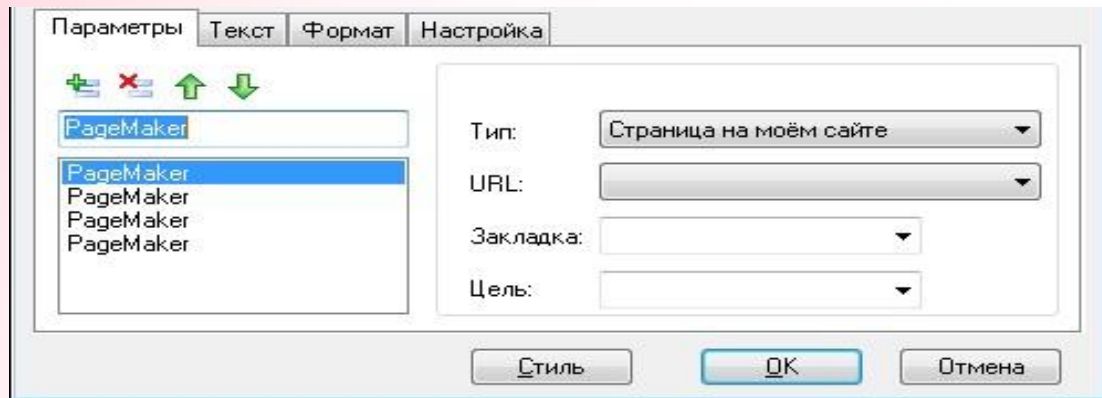 Параметры Текст Формат Настройка
PageMaker
PageMaker
PageMaker
PageMaker
PageMaker
Тип: Страница на моём сайте
URL:
Закладка:
Цель:
Стиль OK Отмена